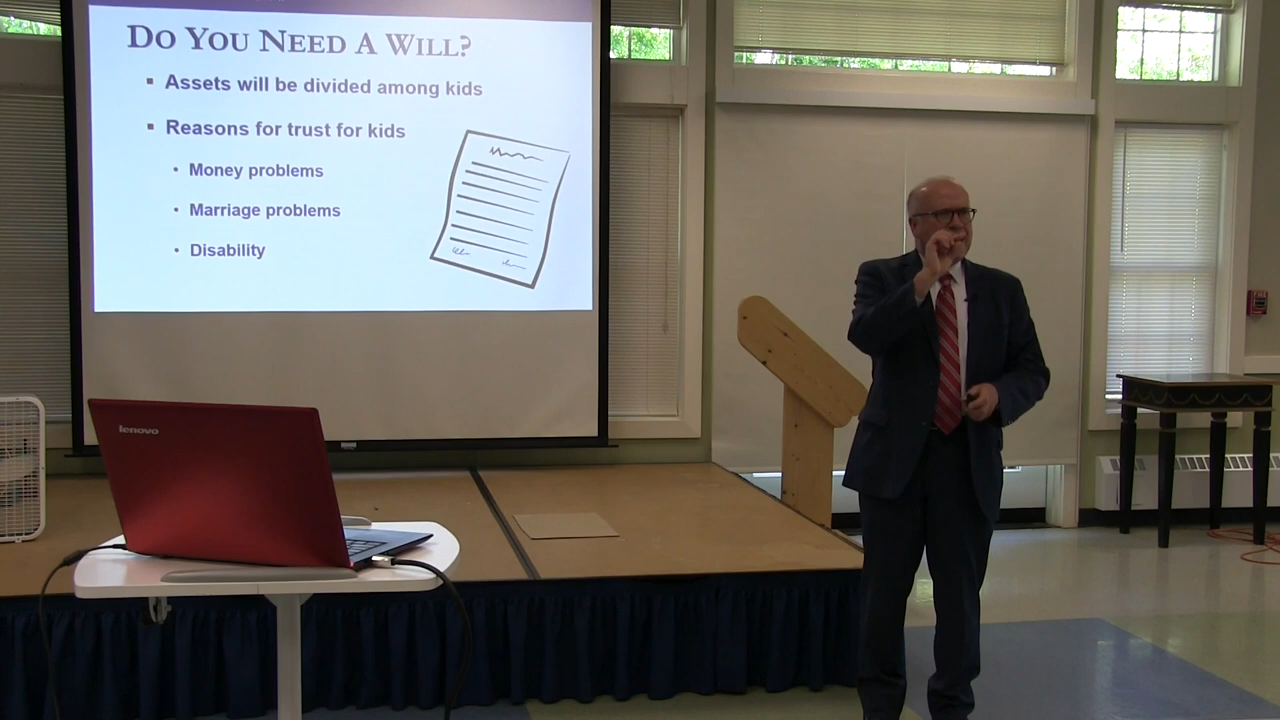 DO YOU NEED A WILL?
Assets will be divided among kids
Reasons for trust for kids
Money problems
Marriage problems
Disability
lenovo